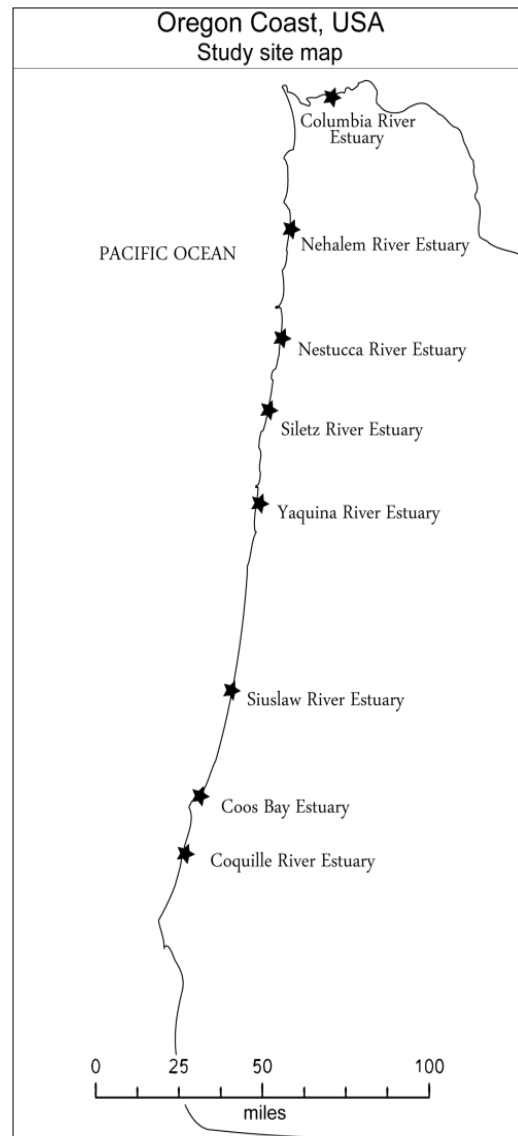 Oregon Coast, USA
Study site map
Columbia River
Estuary
Nehalem River Estuary
PACIFIC OCEAN
Nestucca River Estuary
Siletz River Estuary
Yaquina River Estuary
Siuslaw River Estuary
Coos Bay Estuary
Coquille River Estuary
0 25 50 100
miles